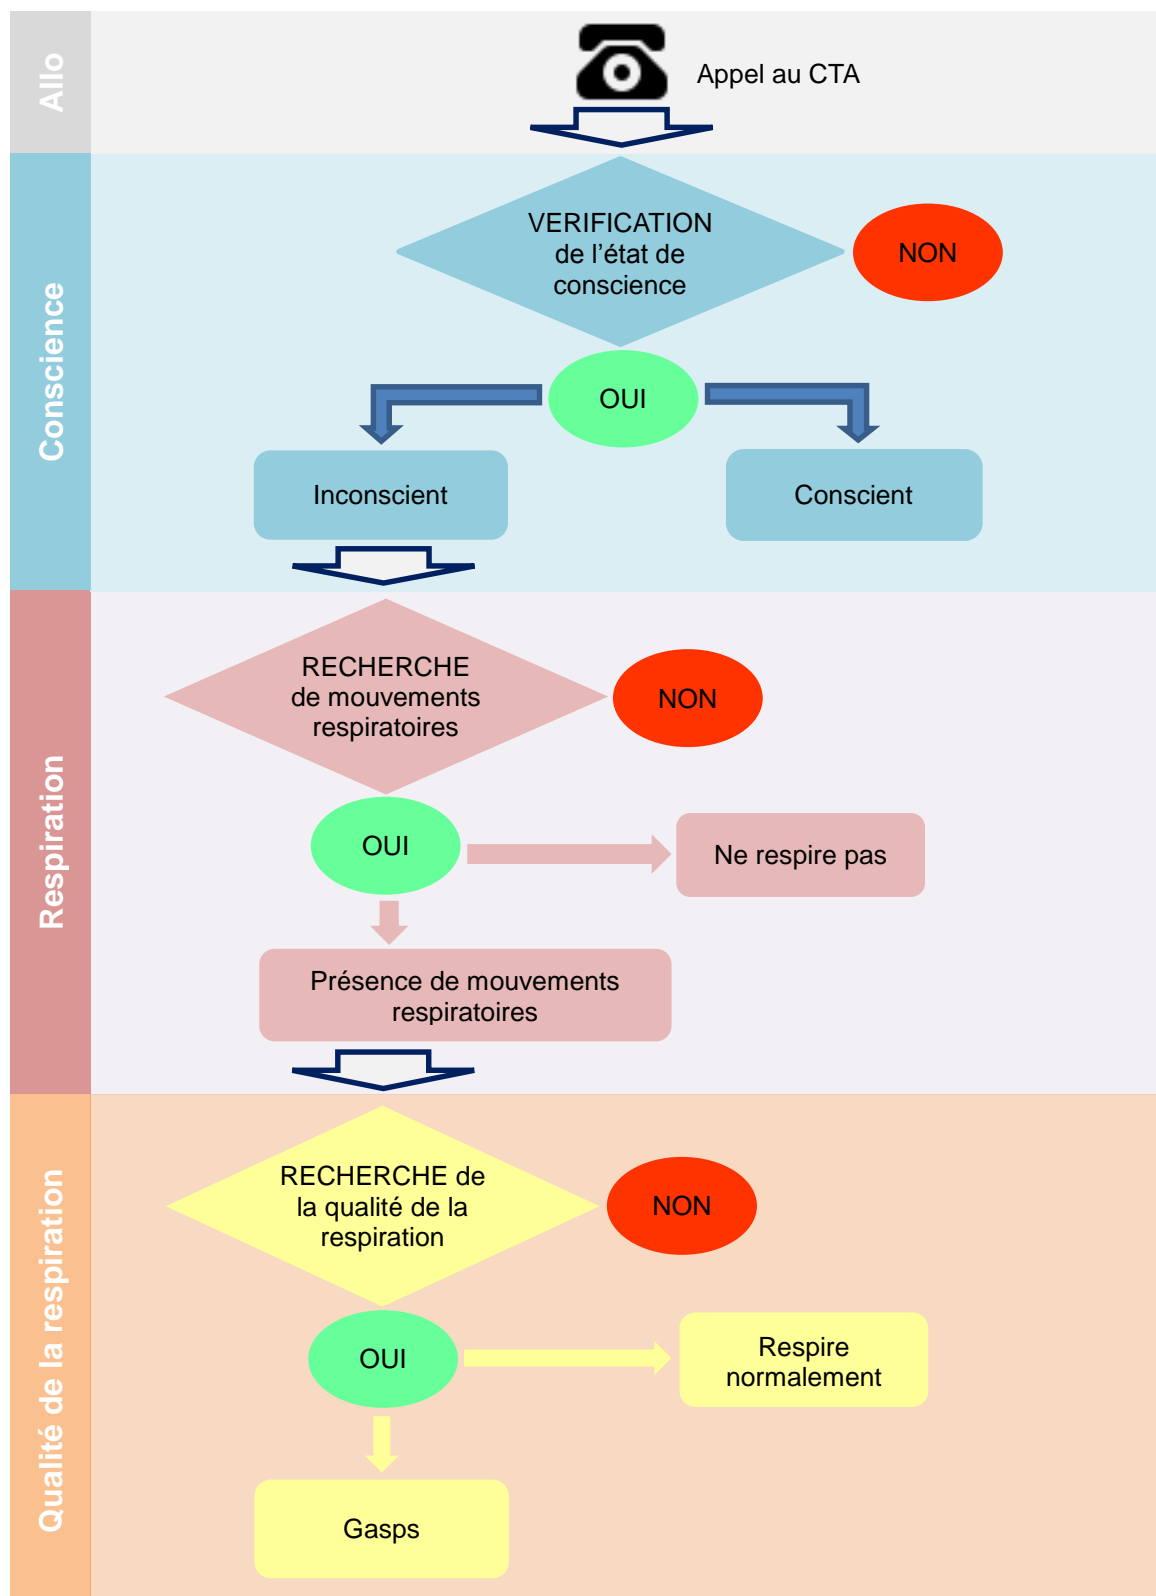 Allo
Appel au CTA
Conscience
VERIFICATION
de l'état de
conscience
NON
OUI
Inconscient
Conscient
Respiration
RECHERCHE
de mouvements
respiratoires
NON
OUI
Ne respire pas
Présence de mouvements
respiratoires
Qualité de la respiration
RECHERCHE de
la qualité de la
respiration
NON
OUI
Respire
normalement
Gasps